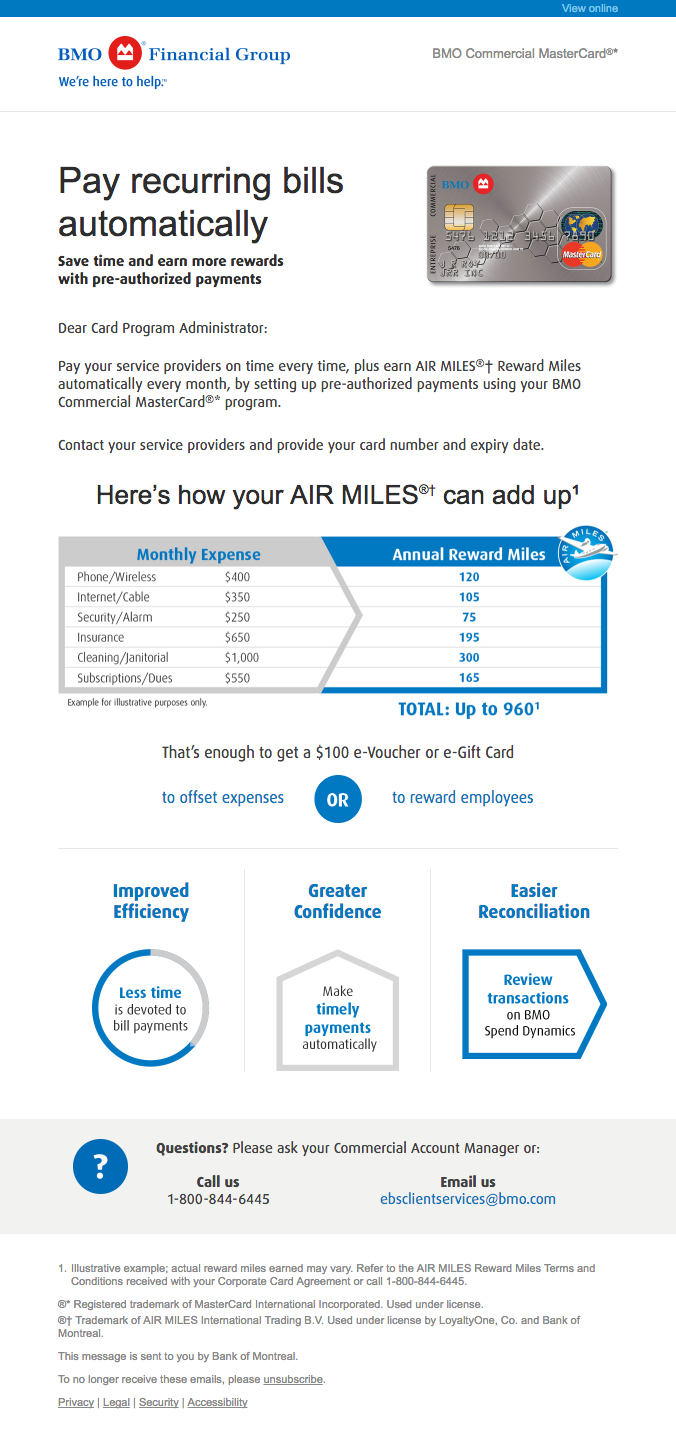 View online
BMO Financial Group
BMO Commercial MasterCard®*
We're here to help.™
Pay recurring bills
automatically
Save time and earn more rewards
with pre-authorized payments
COMMERCIAL
ENTREPRISE
BMO
5476 1212 3456 7890
5476
00/00
J R ROY
JRR INC
MasterCard
Dear Card Program Administrator:
Pay your service providers on time every time, plus earn AIR MILES®† Reward Miles
automatically every month, by setting up pre-authorized payments using your BMO
Commercial MasterCard®* program.
Contact your service providers and provide your card number and expiry date.
Here's how your AIR MILES®† can add up¹
AIR MILES
Monthly Expense Annual Reward Miles
Phone/Wireless $400 120
Internet/Cable $350 105
Security/Alarm $250 75
Insurance $650 195
Cleaning/Janitorial $1,000 300
Subscriptions/Dues $550 165
Example for illustrative purposes only.
TOTAL: Up to 960¹
That's enough to get a $100 e-Voucher or e-Gift Card
to offset expenses OR to reward employees
Improved
Efficiency
Less time
is devoted to
bill payments
Greater
Confidence
Make
timely
payments
automatically
Easier
Reconciliation
Review
transactions
on BMO
Spend Dynamics
?
Questions? Please ask your Commercial Account Manager or:
Call us
1-800-844-6445
Email us
ebsclientservices@bmo.com
1. Illustrative example; actual reward miles earned may vary. Refer to the AIR MILES Reward Miles Terms and
Conditions received with your Corporate Card Agreement or call 1-800-844-6445.
®* Registered trademark of MasterCard International Incorporated. Used under license.
®† Trademark of AIR MILES International Trading B.V. Used under license by LoyaltyOne, Co. and Bank of
Montreal.
This message is sent to you by Bank of Montreal.
To no longer receive these emails, please unsubscribe.
Privacy | Legal | Security | Accessibility